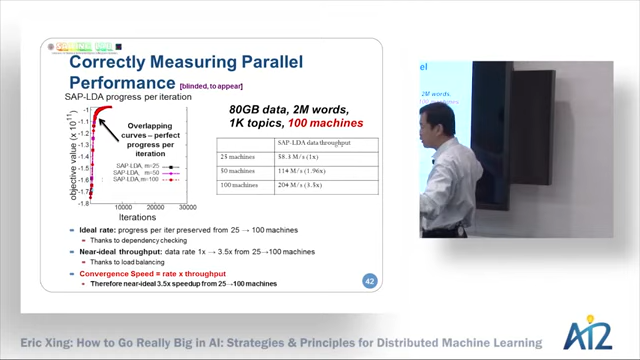 Correctly Measuring Parallel
Performance [blinded, to appear]
SAP-LDA progress per iteration
objective value (x 10^11)
-1
-1.1
-1.2
-1.3
-1.4
-1.5
-1.6
-1.7
-1.8
Overlapping
curves – perfect
progress per
iteration
SAP-LDA, m=25
SAP-LDA, m=50
SAP-LDA, m=100
10000 20000 30000
Iterations
80GB data, 2M words,
1K topics, 100 machines
SAP-LDA data throughput
25 machines 58.3 M/s (1x)
50 machines 114 M/s (1.96x)
100 machines 204 M/s (3.5x)
Ideal rate: progress per iter preserved from 25 → 100 machines
Thanks to dependency checking
Near-ideal throughput: data rate 1x → 3.5x from 25→100 machines
Thanks to load balancing
Convergence Speed = rate x throughput
Therefore near-ideal 3.5x speedup from 25→100 machines
42
el
2M words,
Eric Xing: How to Go Really Big in AI: Strategies & Principles for Distributed Machine Learning
AI2